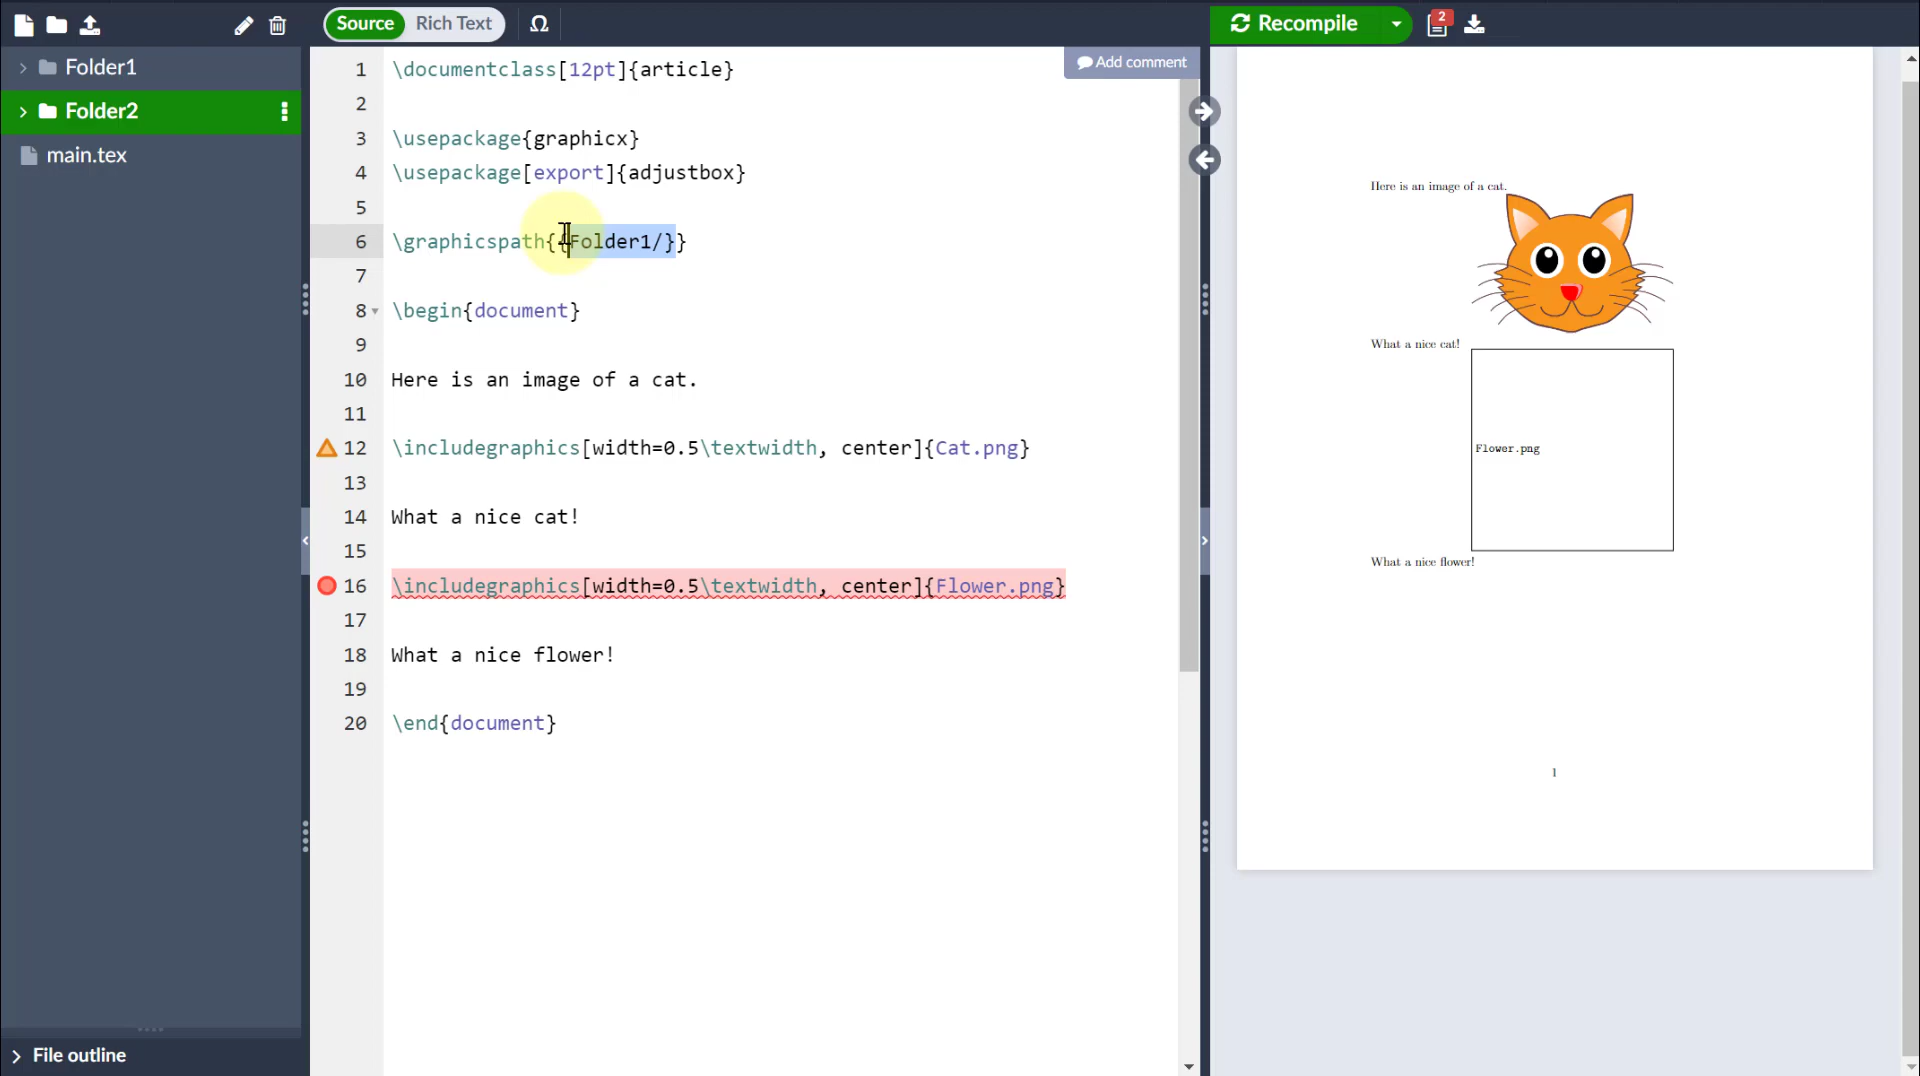 Source Rich Text Ω
Recompile 2
Folder1
Folder2
main.tex
File outline
Add comment
1 \documentclass[12pt]{article}
2
3 \usepackage{graphicx}
4 \usepackage[export]{adjustbox}
5
6 \graphicspath{{Folder1/}}
7
8 \begin{document}
9
10 Here is an image of a cat.
11
12 \includegraphics[width=0.5\textwidth, center]{Cat.png}
13
14 What a nice cat!
15
16 \includegraphics[width=0.5\textwidth, center]{Flower.png}
17
18 What a nice flower!
19
20 \end{document}
Here is an image of a cat.
What a nice cat!
Flower.png
What a nice flower!
1